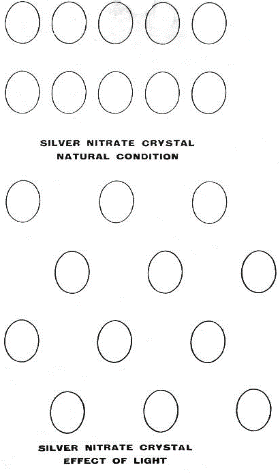 SILVER NITRATE CRYSTAL
NATURAL CONDITION
SILVER NITRATE CRYSTAL
EFFECT OF LIGHT